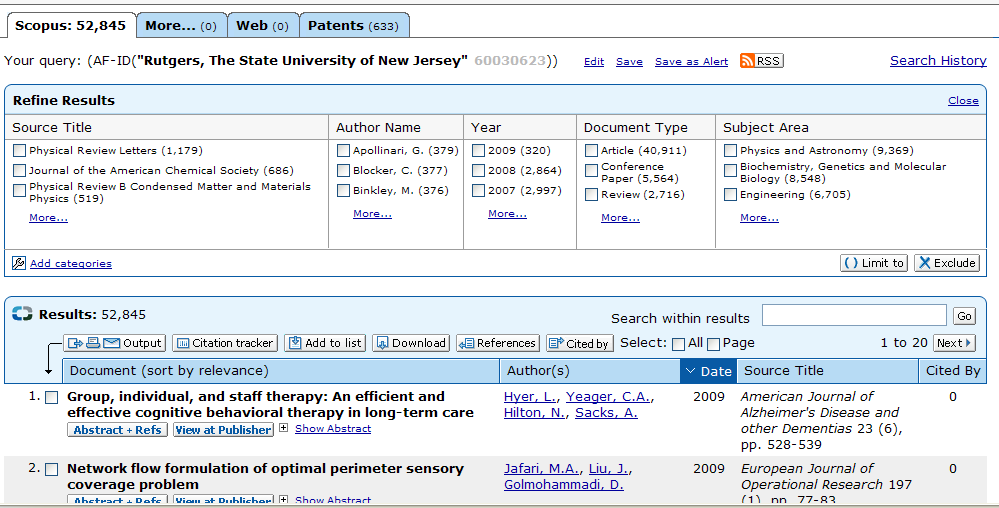 Scopus: 52,845 More... (0) Web (0) Patents (633)
Your query: (AF-ID("Rutgers, The State University of New Jersey" 60030623)) Edit Save Save as Alert RSS Search History
Refine Results Close
Source Title Author Name Year Document Type Subject Area
Physical Review Letters (1,179) Apollinari, G. (379) 2009 (320) Article (40,911) Physics and Astronomy (9,369)
Journal of the American Chemical Society (686) Blocker, C. (377) 2008 (2,864) Conference Paper (5,564) Biochemistry, Genetics and Molecular Biology (8,548)
Physical Review B Condensed Matter and Materials Physics (519) Binkley, M. (376) 2007 (2,997) Review (2,716) Engineering (6,705)
More... More... More... More... More...
Add categories Limit to Exclude
Results: 52,845 Search within results Go
Output Citation tracker Add to list Download References Cited by Select: All Page 1 to 20 Next
Document (sort by relevance) Author(s) Date Source Title Cited By
1. Group, individual, and staff therapy: An efficient and Hyer, L., Yeager, C.A., 2009 American Journal of 0
effective cognitive behavioral therapy in long-term care Hilton, N., Sacks, A. Alzheimer's Disease and
Abstract + Refs View at Publisher Show Abstract other Dementias 23 (6),
pp. 528-539
2. Network flow formulation of optimal perimeter sensory Jafari, M.A., Liu, J., 2009 European Journal of 0
coverage problem Golmohammadi, D. Operational Research 197
Abstract + Refs View at Publisher Show Abstract (1), pp. 77-83